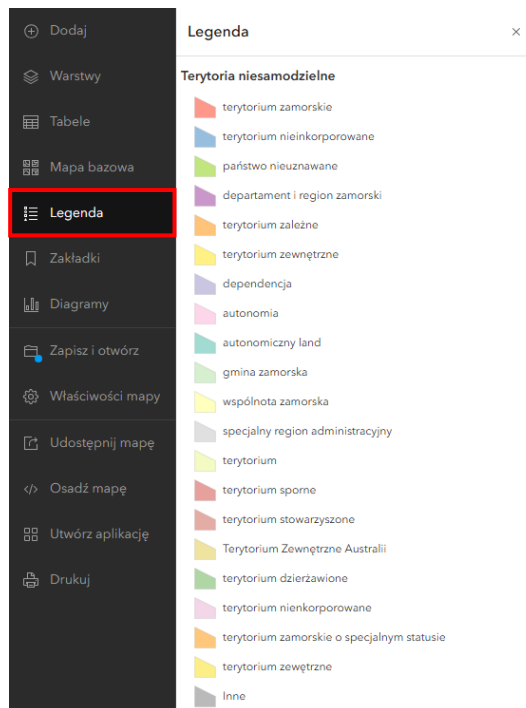 Dodaj
Warstwy
Tabele
Mapa bazowa
Legenda
Zakładki
Diagramy
Zapisz i otwórz
Właściwości mapy
Udostępnij mapę
Osadź mapę
Utwórz aplikację
Drukuj
Legenda
Terytoria niesamodzielne
terytorium zamorskie
terytorium nieinkorporowane
państwo nieuznawane
departament i region zamorski
terytorium zależne
terytorium zewnętrzne
dependencja
autonomia
autonomiczny land
gmina zamorska
wspólnota zamorska
specjalny region administracyjny
terytorium
terytorium sporne
terytorium stowarzyszone
Terytorium Zewnętrzne Australii
terytorium dzierżawione
terytorium nienkorporowane
terytorium zamorskie o specjalnym statusie
terytorium zewętrzne
Inne